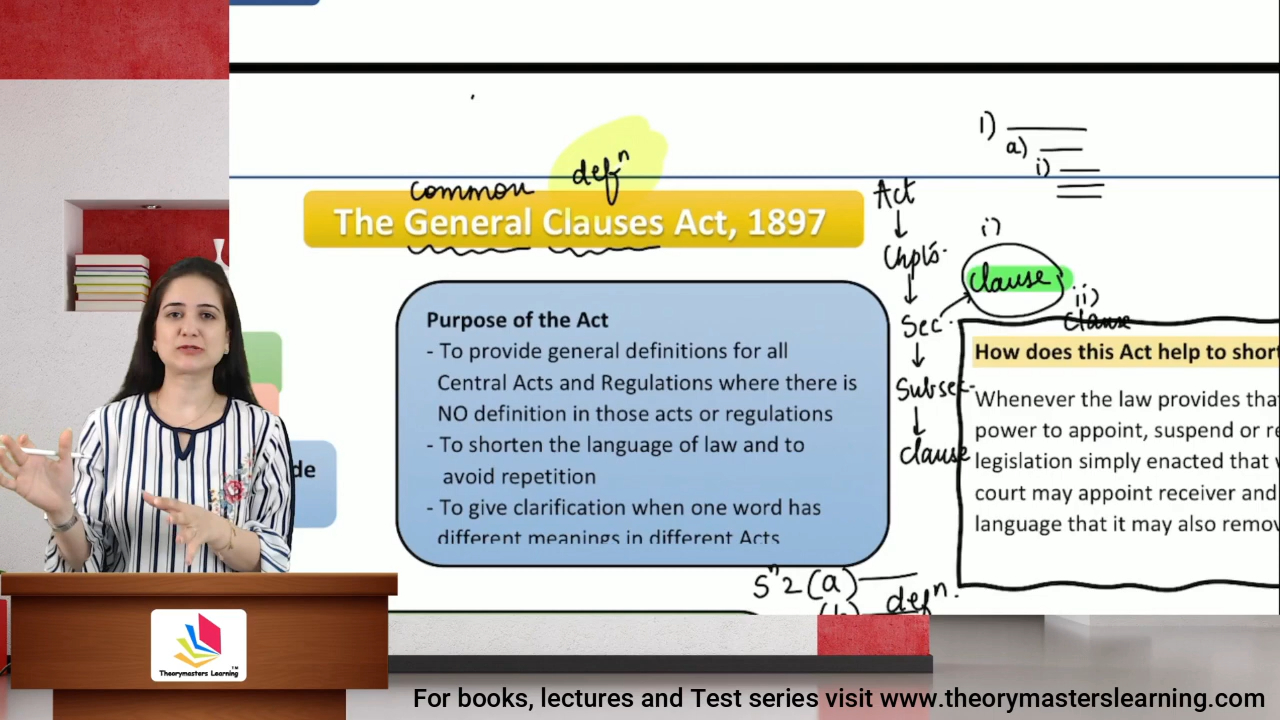 1)
a)
i)
common defⁿ
The General Clauses Act, 1897
Act
Chpts.
Sec.
Subsec.
clause
i)
clause
ii)
clause
Purpose of the Act
- To provide general definitions for all
Central Acts and Regulations where there is
NO definition in those acts or regulations
- To shorten the language of law and to
avoid repetition
- To give clarification when one word has
different meanings in different Acts
How does this Act help to short
Whenever the law provides tha
power to appoint, suspend or re
legislation simply enacted that
court may appoint receiver and
language that it may also remo
de
Sⁿ 2 (a)
(b) defⁿ.
Theorymasters Learning™
For books, lectures and Test series visit www.theorymasterslearning.com